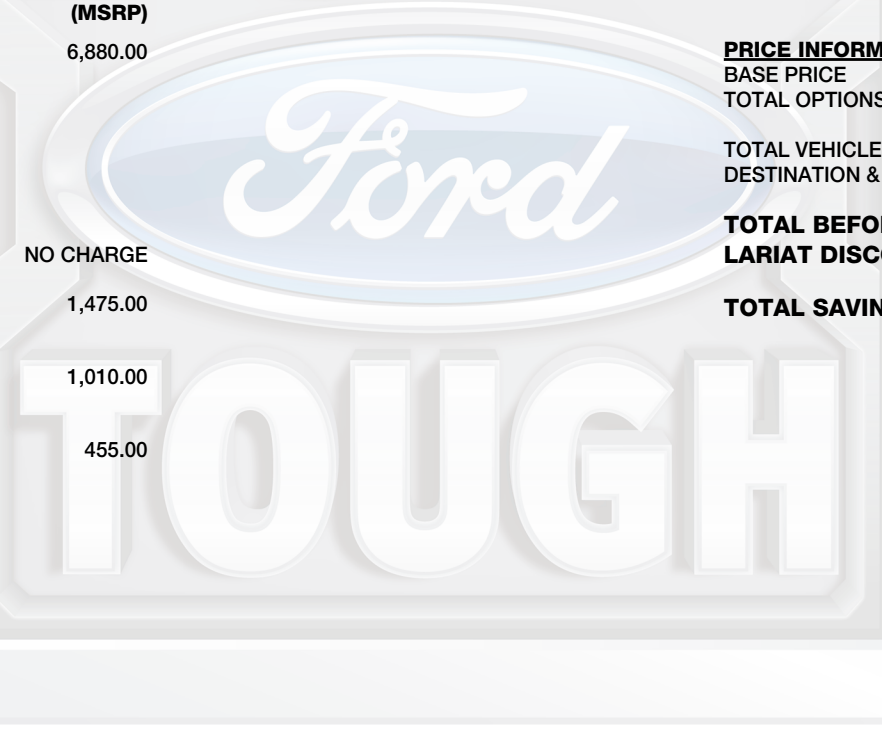 (MSRP)
6,880.00
NO CHARGE
1,475.00
1,010.00
455.00
PRICE INFORM
BASE PRICE
TOTAL OPTIONS
TOTAL VEHICLE
DESTINATION &
TOTAL BEFO
LARIAT DISC
TOTAL SAVIN
Ford
TOUGH